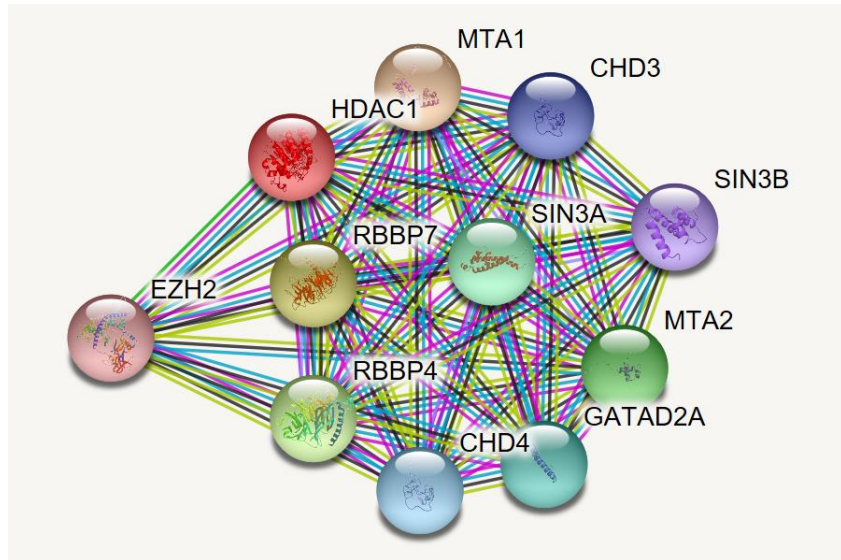 MTA1
CHD3
HDAC1
SIN3B
SIN3A
RBBP7
EZH2
MTA2
RBBP4
GATAD2A
CHD4